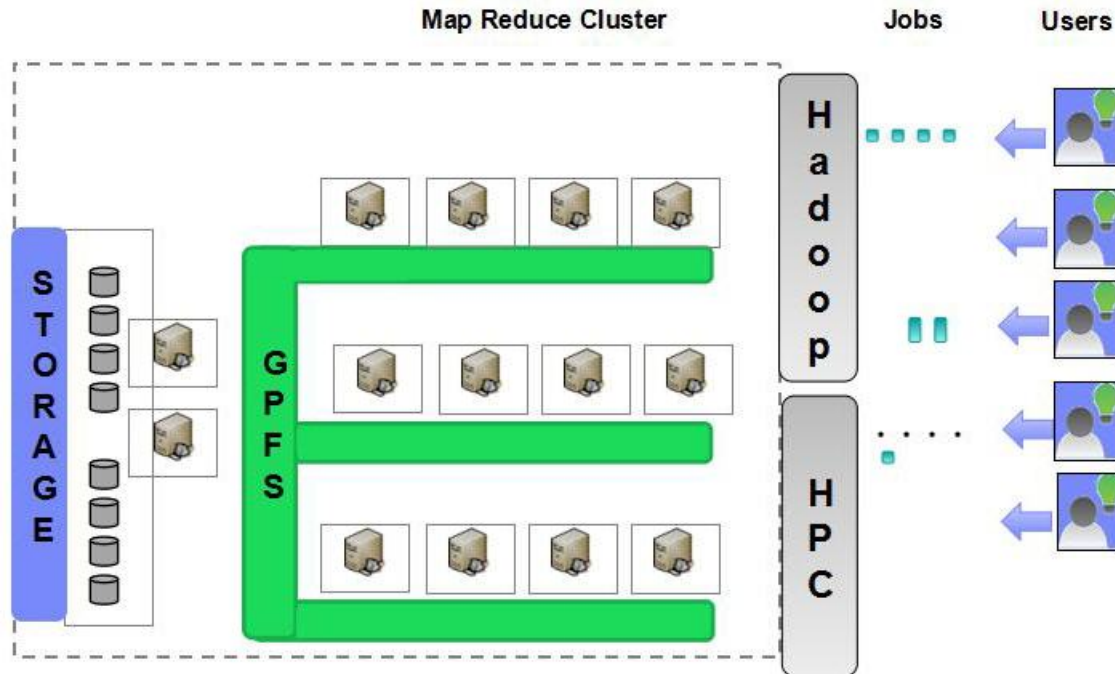 Map Reduce Cluster
Jobs
Users
STORAGE
GPFS
Hadoop
HPC